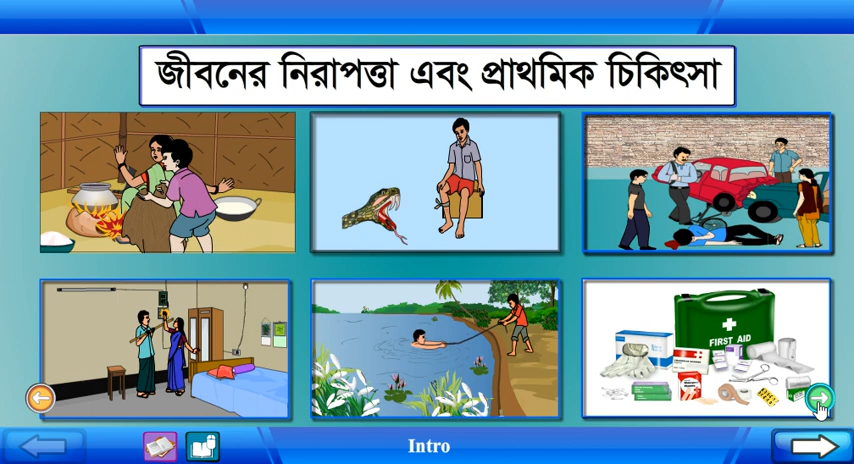 জীবনের নিরাপত্তা এবং প্রাথমিক চিকিৎসা
FIRST AID
Intro